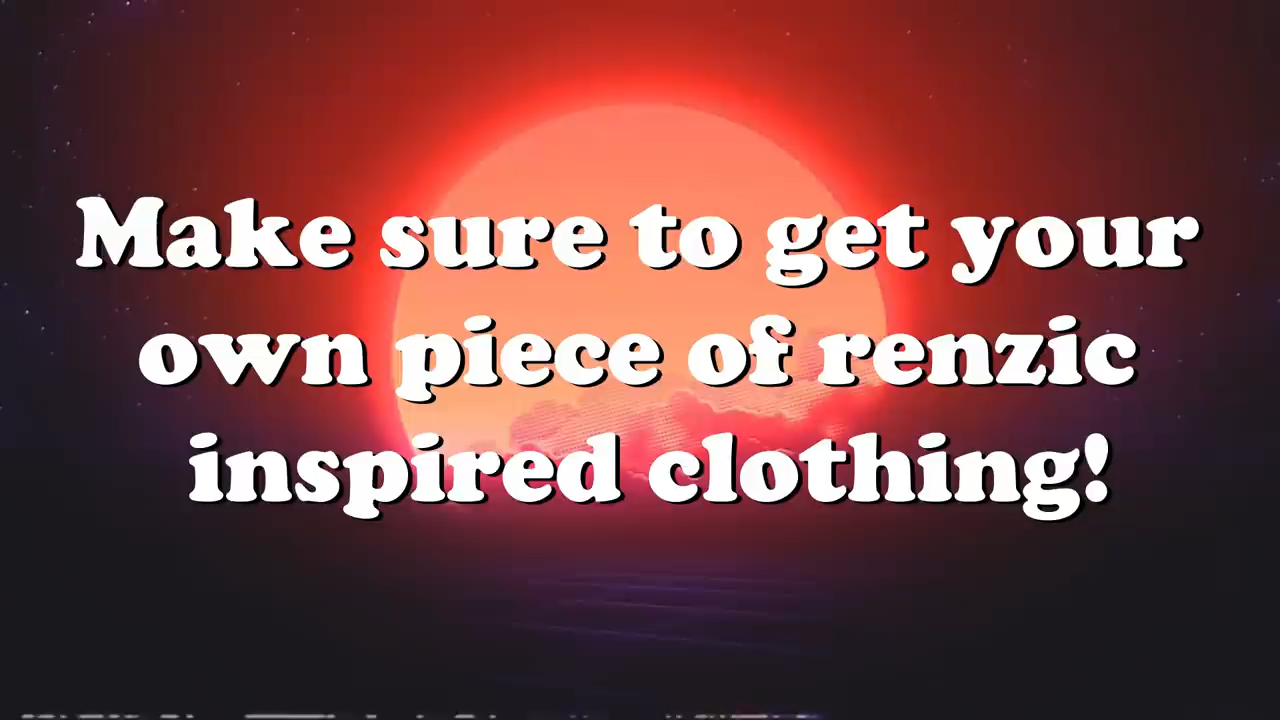 Make sure to get your
own piece of renzic
inspired clothing!